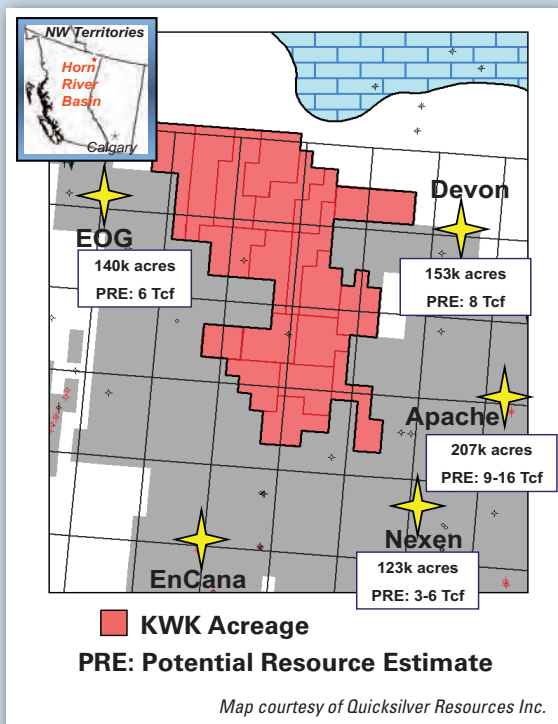 NW Territories
Horn
River
Basin
Calgary
Devon
EOG
140k acres
PRE: 6 Tcf
153k acres
PRE: 8 Tcf
Apache
207k acres
PRE: 9-16 Tcf
Nexen
123k acres
PRE: 3-6 Tcf
EnCana
KWK Acreage
PRE: Potential Resource Estimate
Map courtesy of Quicksilver Resources Inc.